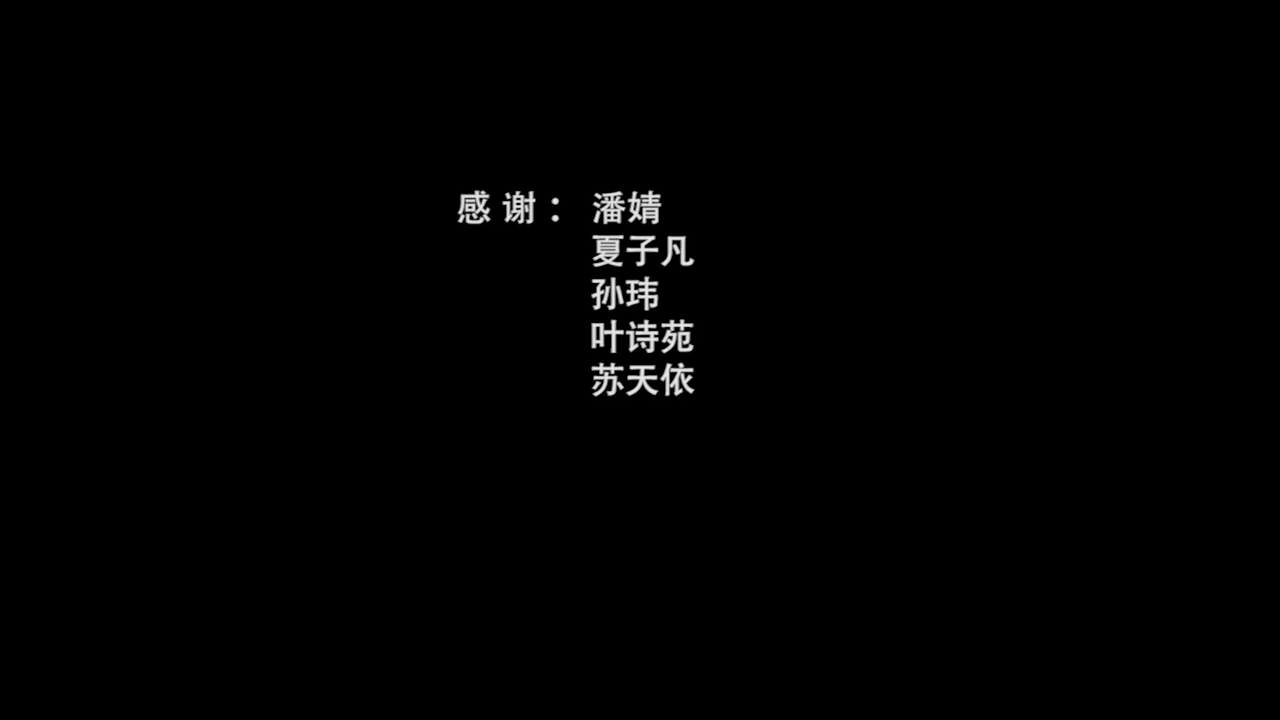 感谢：潘婧
夏子凡
孙玮
叶诗苑
苏天依